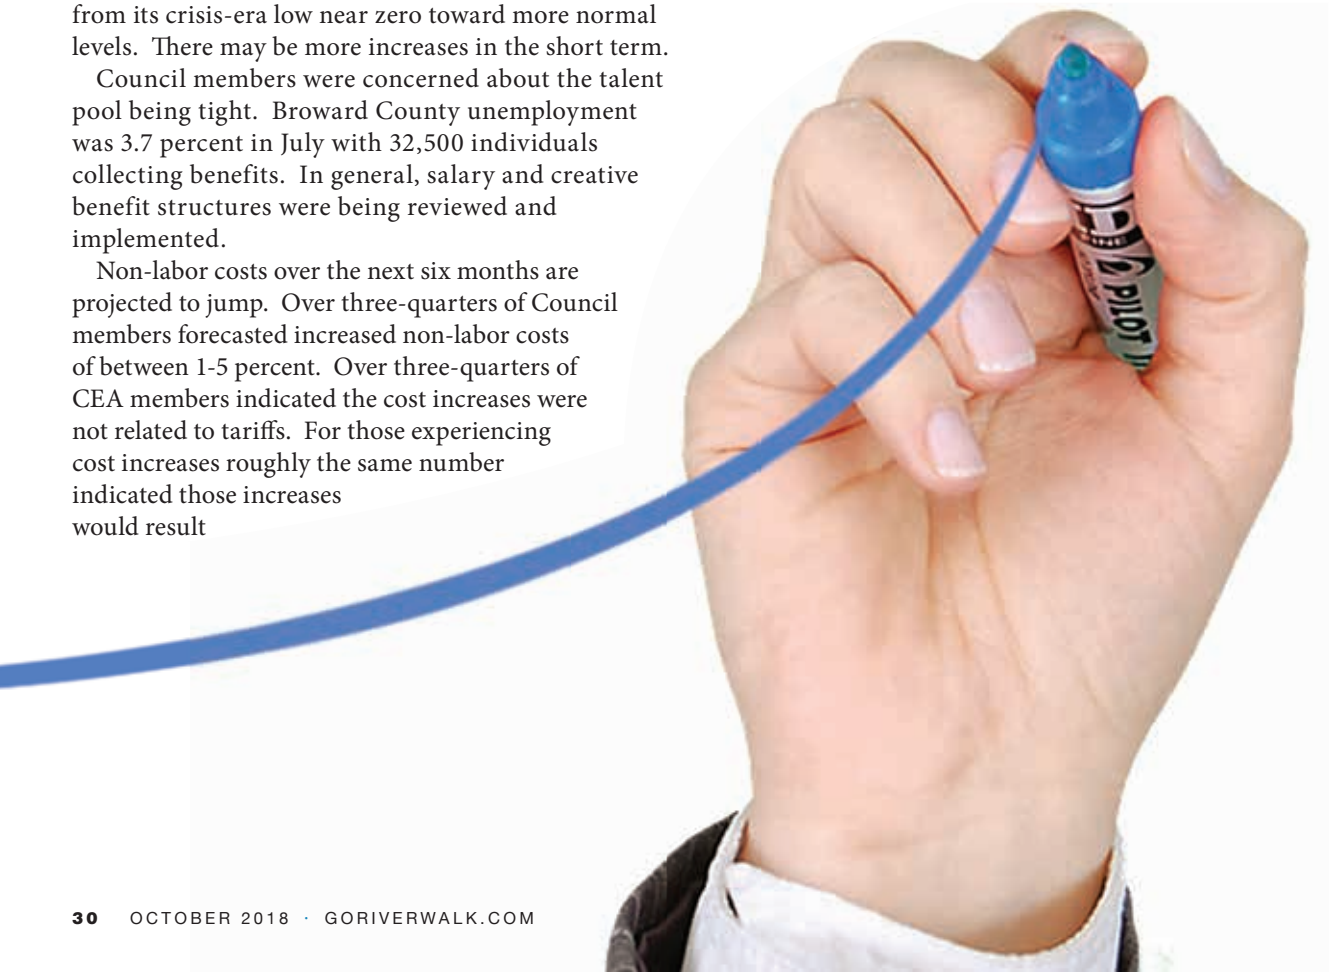 from its crisis-era low near zero toward more normal
levels. There may be more increases in the short term.
Council members were concerned about the talent
pool being tight. Broward County unemployment
was 3.7 percent in July with 32,500 individuals
collecting benefits. In general, salary and creative
benefit structures were being reviewed and
implemented.
Non-labor costs over the next six months are
projected to jump. Over three-quarters of Council
members forecasted increased non-labor costs
of between 1-5 percent. Over three-quarters of
CEA members indicated the cost increases were
not related to tariffs. For those experiencing
cost increases roughly the same number
indicated those increases
would result
PILOT
30 OCTOBER 2018 · GORIVERWALK.COM